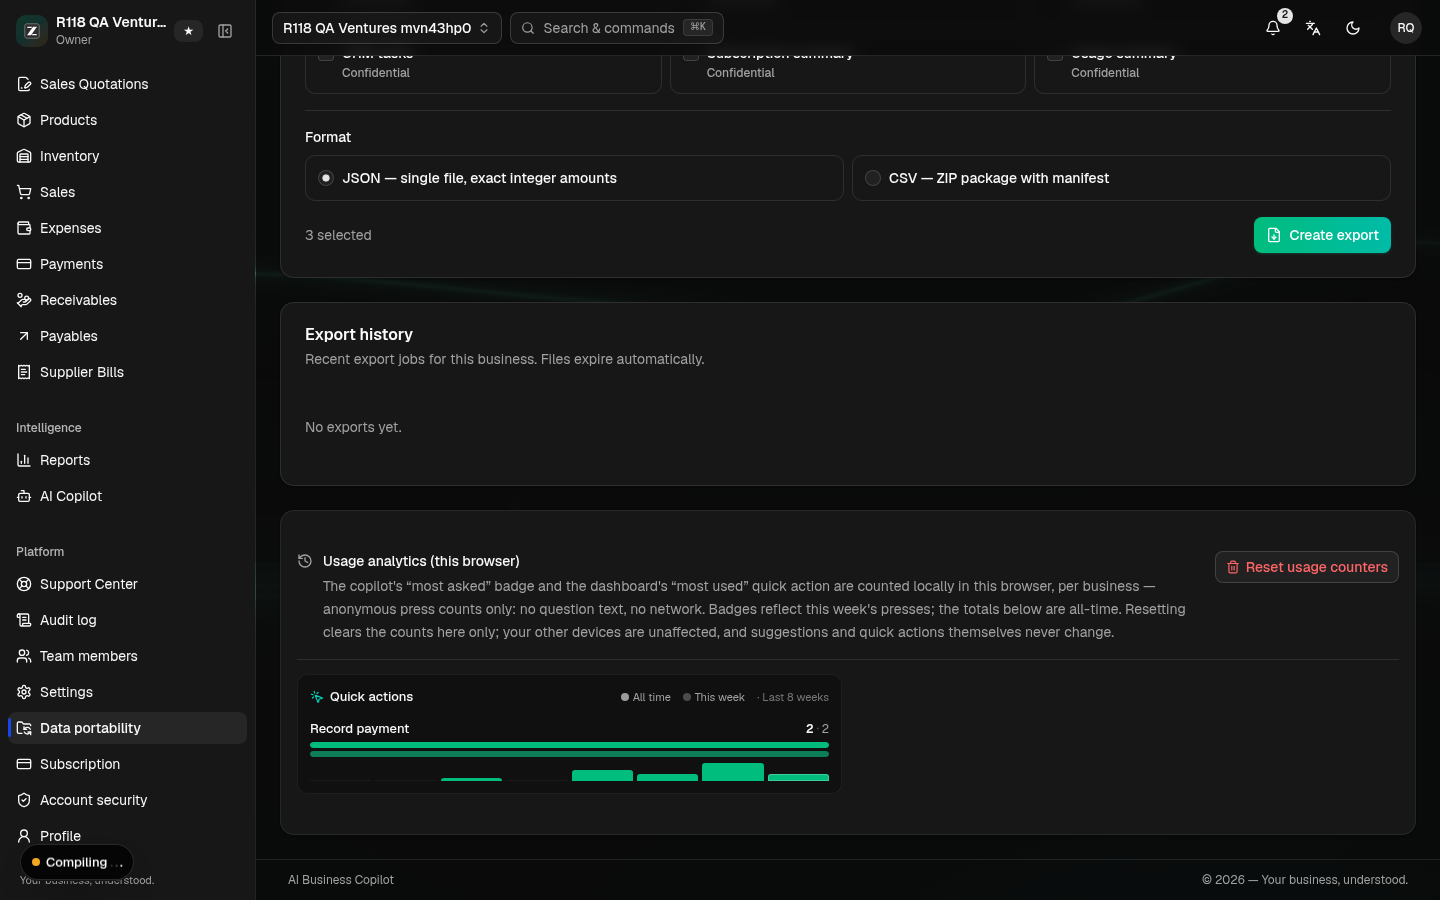 R118 QA Ventur...
Owner
R118 QA Ventures mvn43hp0
Search & commands
⌘K
2
RQ
Sales Quotations
Products
Inventory
Sales
Expenses
Payments
Receivables
Payables
Supplier Bills
Intelligence
Reports
AI Copilot
Platform
Support Center
Audit log
Team members
Settings
Data portability
Subscription
Account security
Profile
Compiling ...
Your business, understood.
Confidential
Confidential
Confidential
Format
JSON — single file, exact integer amounts
CSV — ZIP package with manifest
3 selected
Create export
Export history
Recent export jobs for this business. Files expire automatically.
No exports yet.
Usage analytics (this browser)
Reset usage counters
The copilot's “most asked” badge and the dashboard's “most used” quick action are counted locally in this browser, per business —
anonymous press counts only: no question text, no network. Badges reflect this week's presses; the totals below are all-time. Resetting
clears the counts here only; your other devices are unaffected, and suggestions and quick actions themselves never change.
Quick actions
All time
This week
· Last 8 weeks
Record payment
2 · 2
AI Business Copilot
© 2026 — Your business, understood.